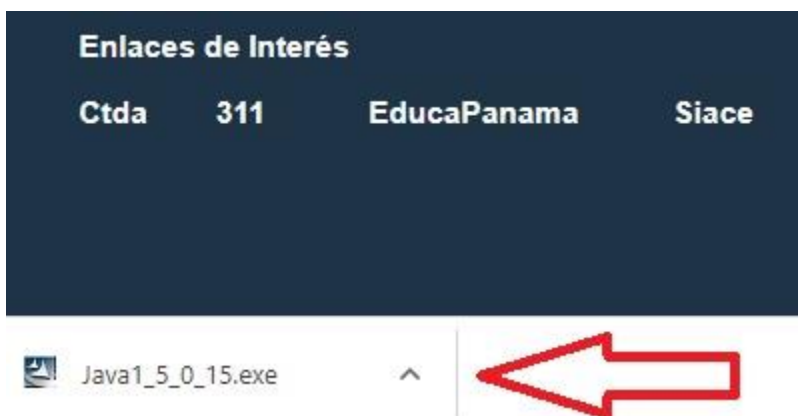 Enlaces de Interés
Ctda 311 EducaPanama Siace
Java1_5_0_15.exe